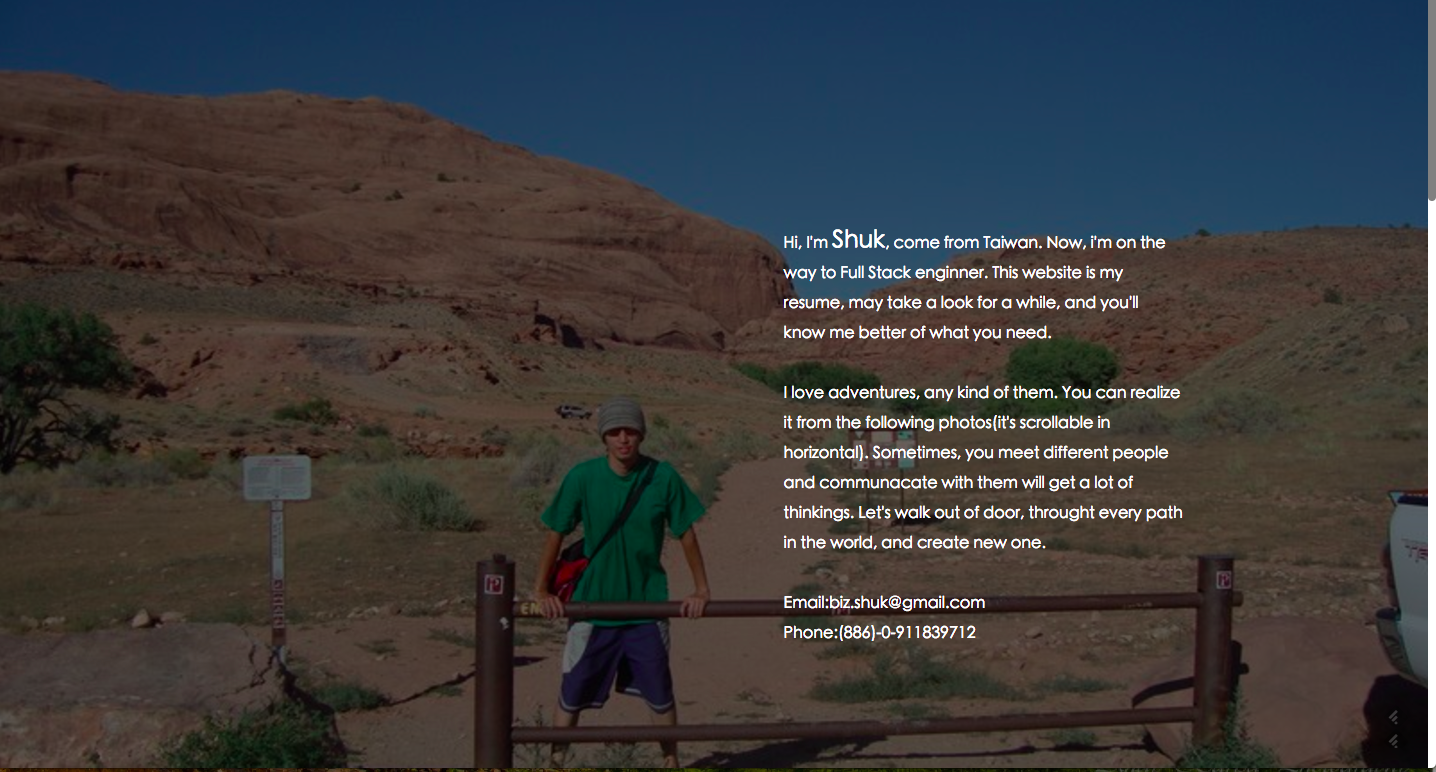 Hi, I'm Shuk, come from Taiwan. Now, i'm on the
way to Full Stack enginner. This website is my
resume, may take a look for a while, and you'll
know me better of what you need.
I love adventures, any kind of them. You can realize
it from the following photos(it's scrollable in
horizontal). Sometimes, you meet different people
and communacate with them will get a lot of
thinkings. Let's walk out of door, throught every path
in the world, and create new one.
Email:biz.shuk@gmail.com
Phone:(886)-0-911839712